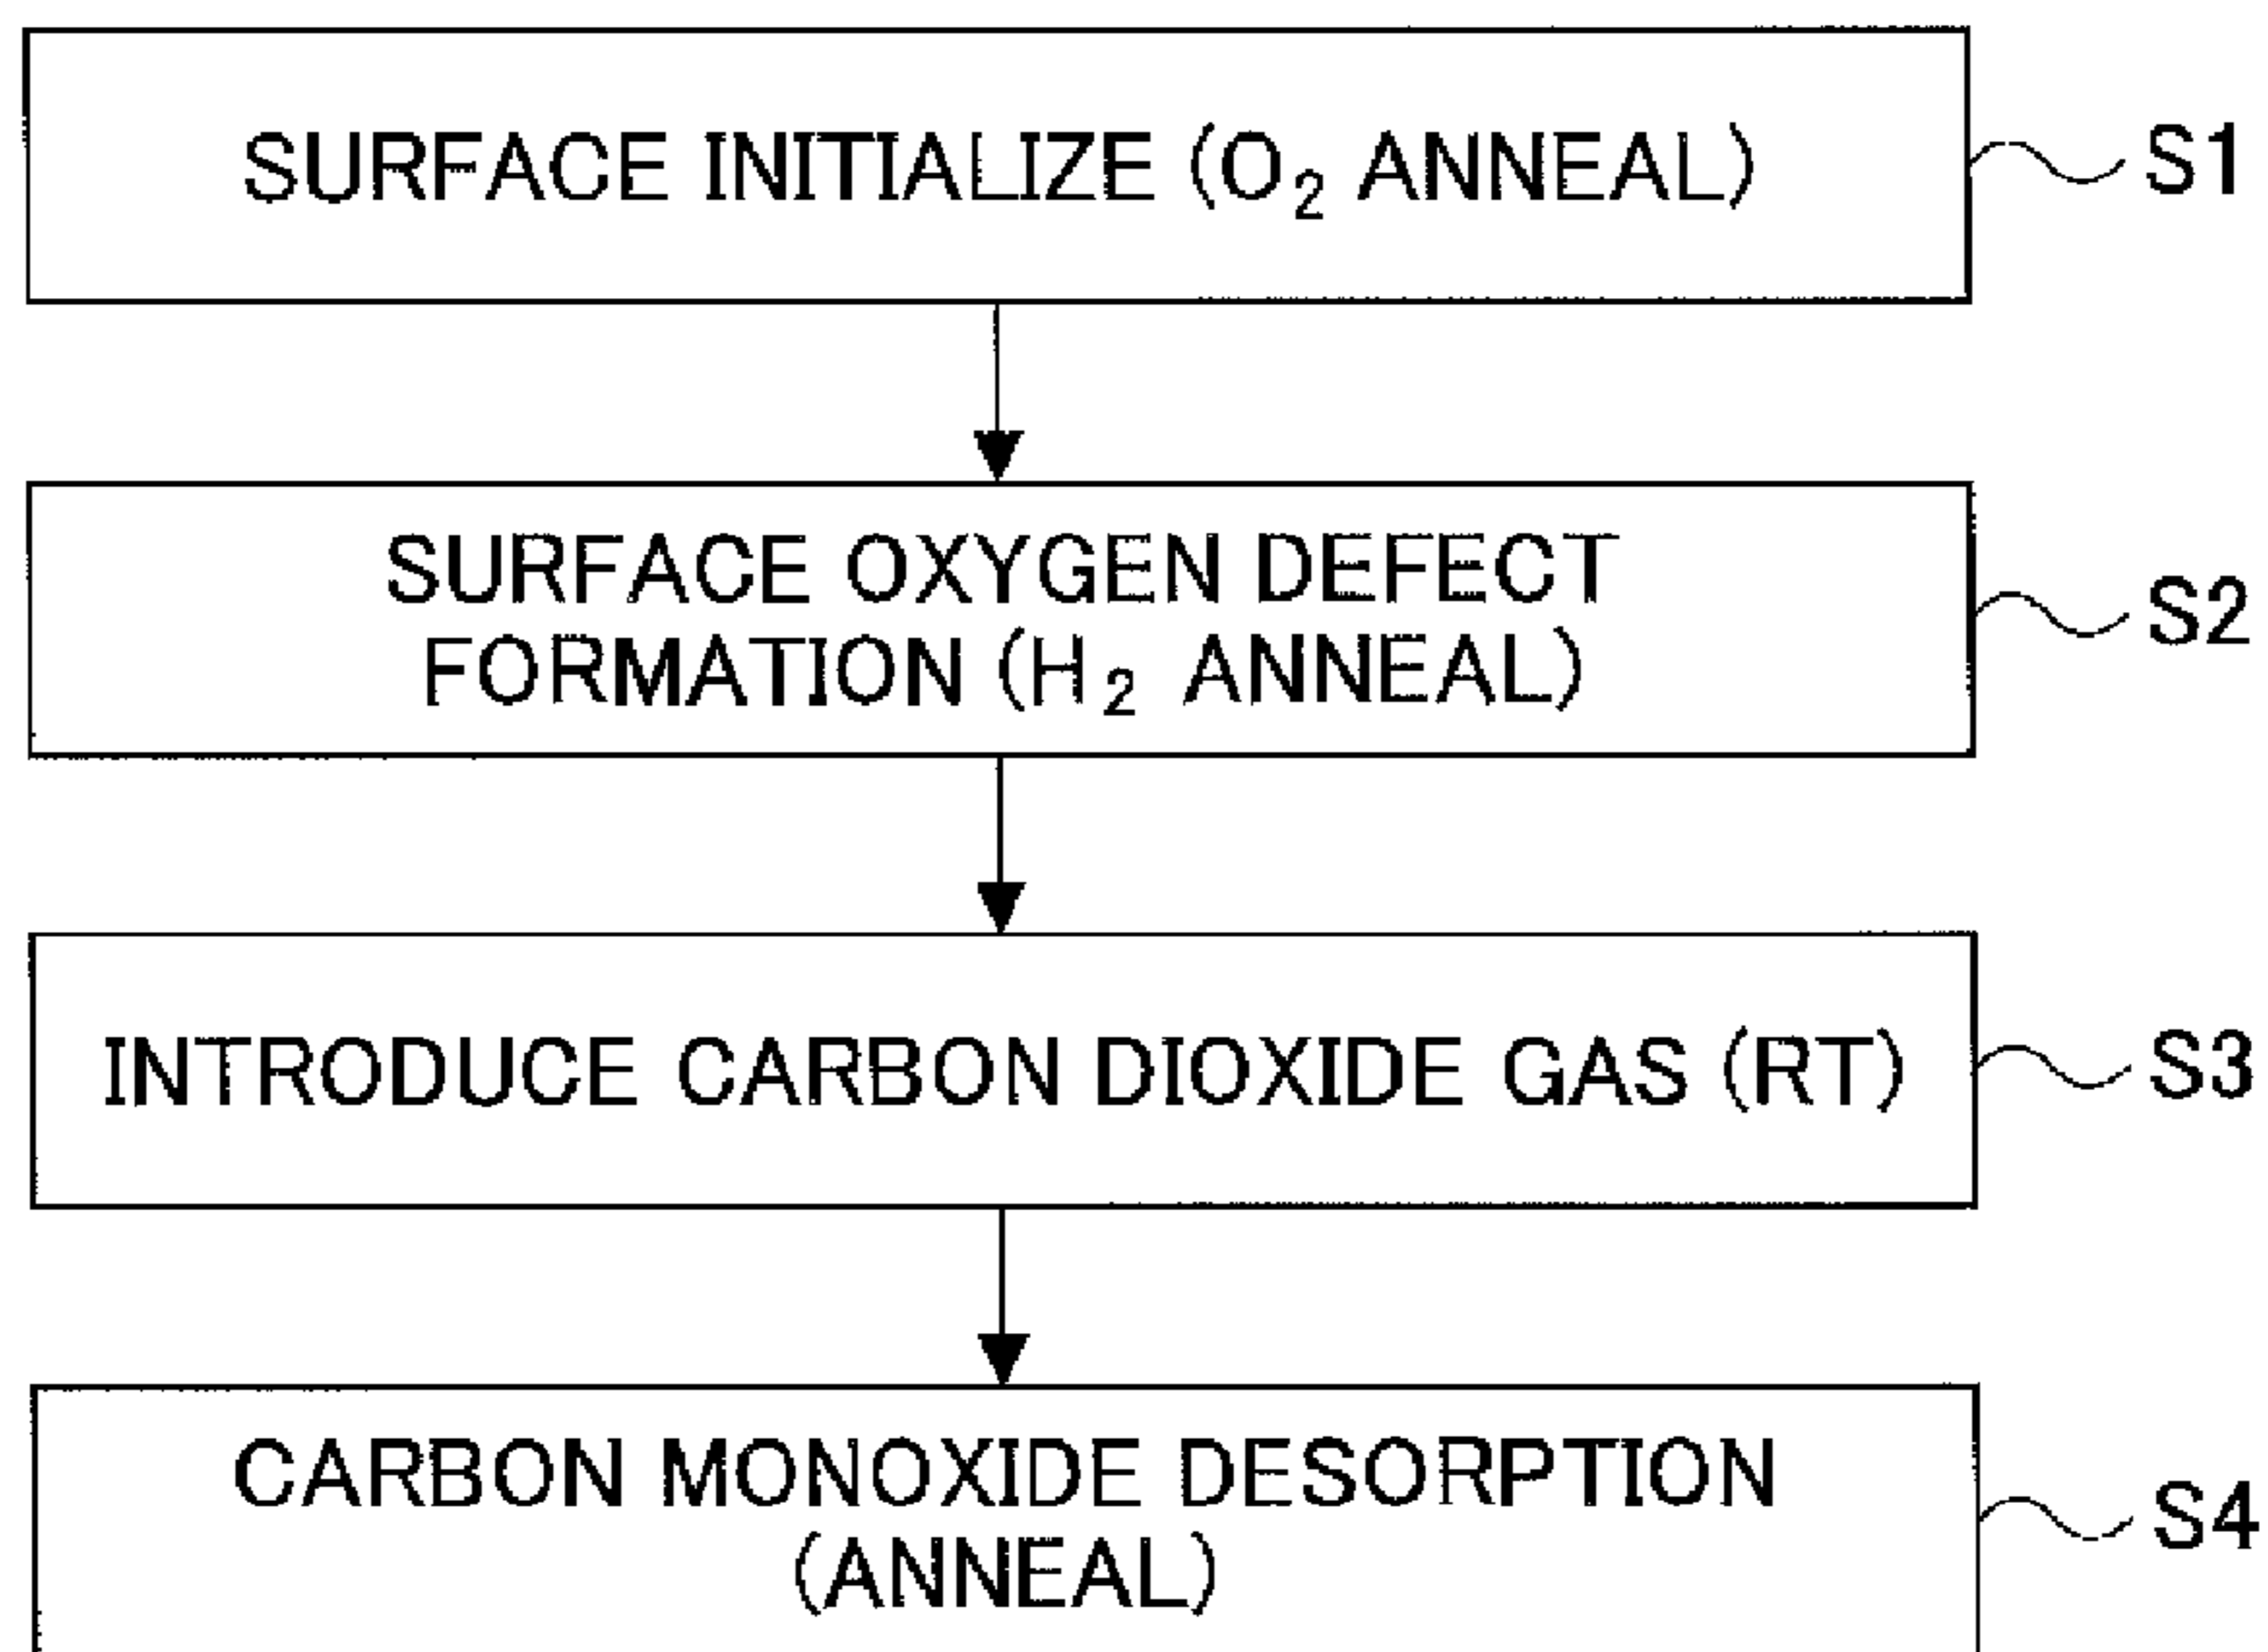 SURFACE INITIALIZE (O₂ ANNEAL)
S1
SURFACE OXYGEN DEFECT
FORMATION (H₂ ANNEAL)
S2
INTRODUCE CARBON DIOXIDE GAS (RT)
S3
CARBON MONOXIDE DESORPTION
(ANNEAL)
S4